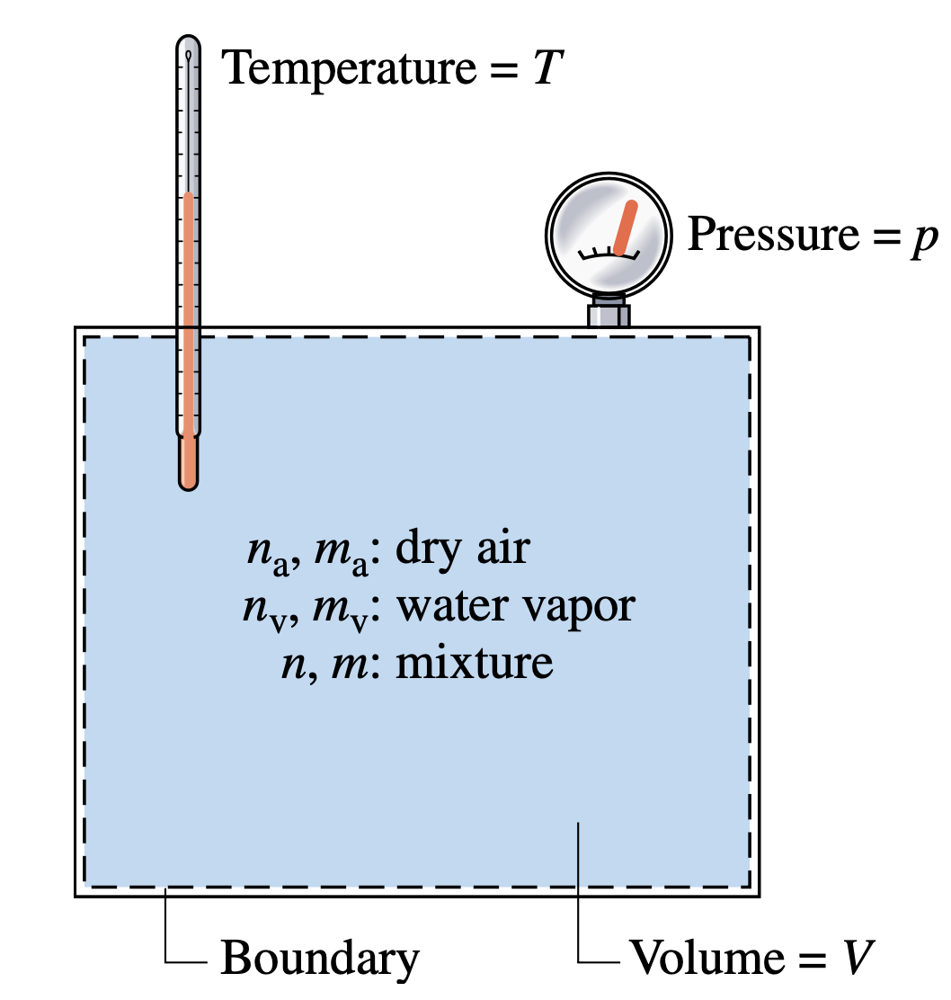 Temperature = T
Pressure = p
nₐ, mₐ: dry air
nᵥ, mᵥ: water vapor
n, m: mixture
Boundary
Volume = V